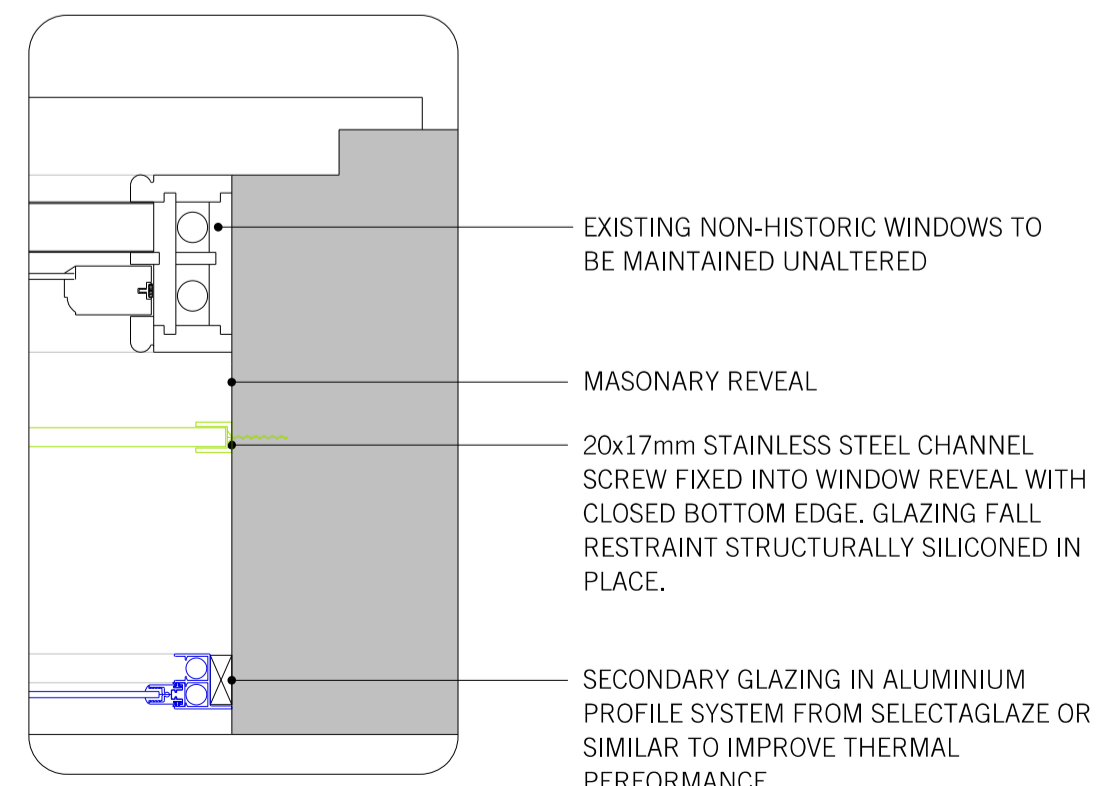 EXISTING NON-HISTORIC WINDOWS TO
BE MAINTAINED UNALTERED
MASONARY REVEAL
20x17mm STAINLESS STEEL CHANNEL
SCREW FIXED INTO WINDOW REVEAL WITH
CLOSED BOTTOM EDGE. GLAZING FALL
RESTRAINT STRUCTURALLY SILICONED IN
PLACE.
SECONDARY GLAZING IN ALUMINIUM
PROFILE SYSTEM FROM SELECTAGLAZE OR
SIMILAR TO IMPROVE THERMAL
PERFORMANCE